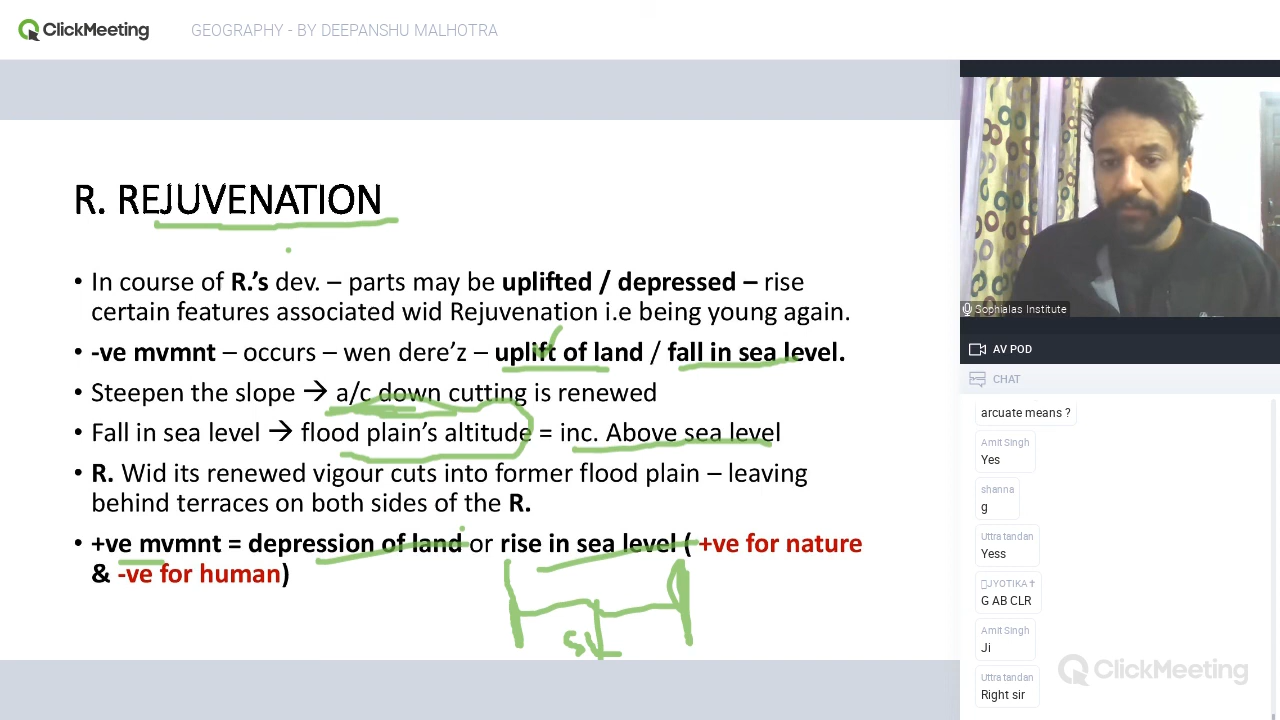 ClickMeeting
GEOGRAPHY - BY DEEPANSHU MALHOTRA
R. REJUVENATION
• In course of R.'s dev. – parts may be uplifted / depressed – rise
certain features associated wid Rejuvenation i.e being young again.
• -ve mvmnt – occurs – wen dere'z – uplift of land / fall in sea level.
• Steepen the slope → a/c down cutting is renewed
• Fall in sea level → flood plain's altitude = inc. Above sea level
• R. Wid its renewed vigour cuts into former flood plain – leaving
behind terraces on both sides of the R.
• +ve mvmnt = depression of land or rise in sea level ( +ve for nature
& -ve for human)
SL
Sophialas Institute
AV POD
CHAT
arcuate means ?
Amit Singh
Yes
shanna
g
Uttra tandan
Yess
JYOTIKA✝
G AB CLR
Amit Singh
Ji
Uttra tandan
Right sir
ClickMeeting